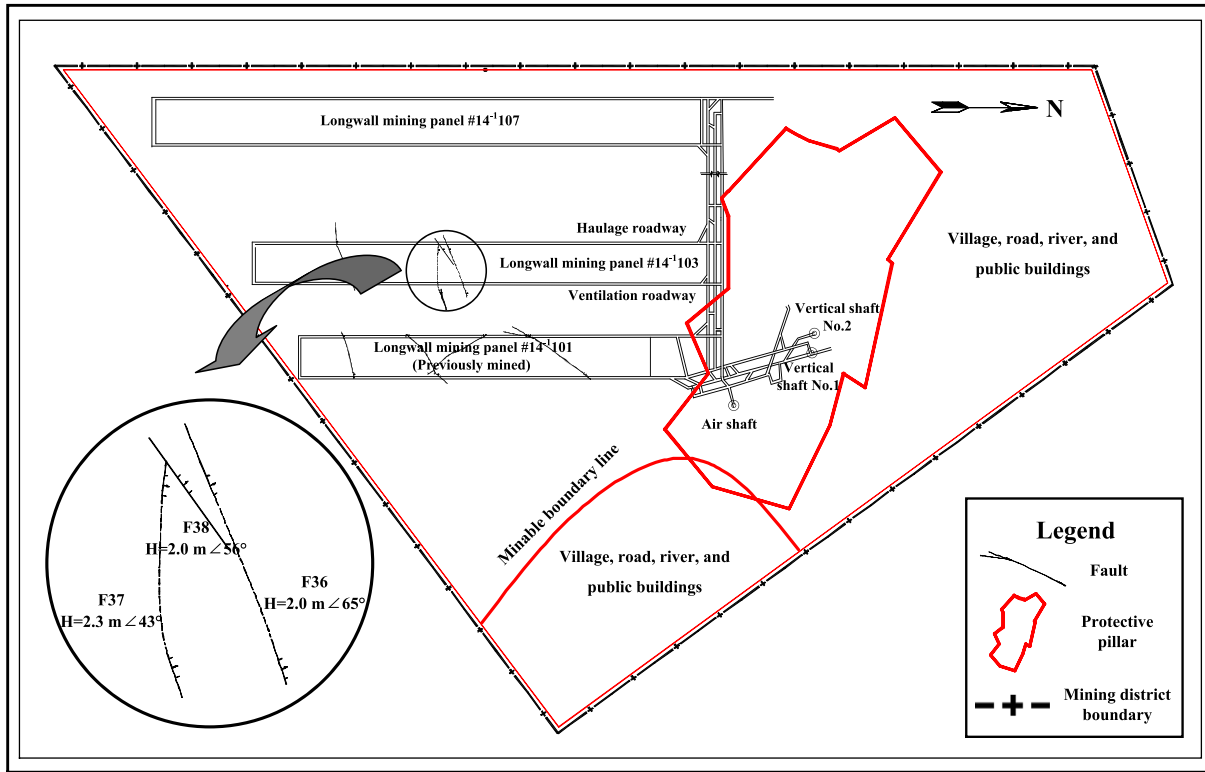 Longwall mining panel #14⁻¹107
N
Haulage roadway
Village, road, river, and
public buildings
Longwall mining panel #14⁻¹103
Ventilation roadway
Vertical shaft
No.2
Longwall mining panel #14⁻¹101
(Previously mined)
Vertical
shaft No.1
Air shaft
Minable boundary line
Village, road, river, and
public buildings
F38
H=2.0 m∠56°
F36
H=2.0 m∠65°
F37
H=2.3 m∠43°
Legend
Fault
Protective
pillar
Mining district
boundary